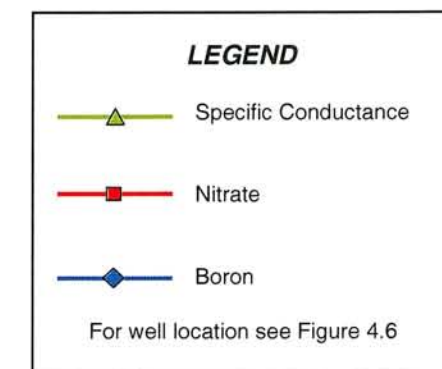 LEGEND
Specific Conductance
Nitrate
Boron
For well location see Figure 4.6